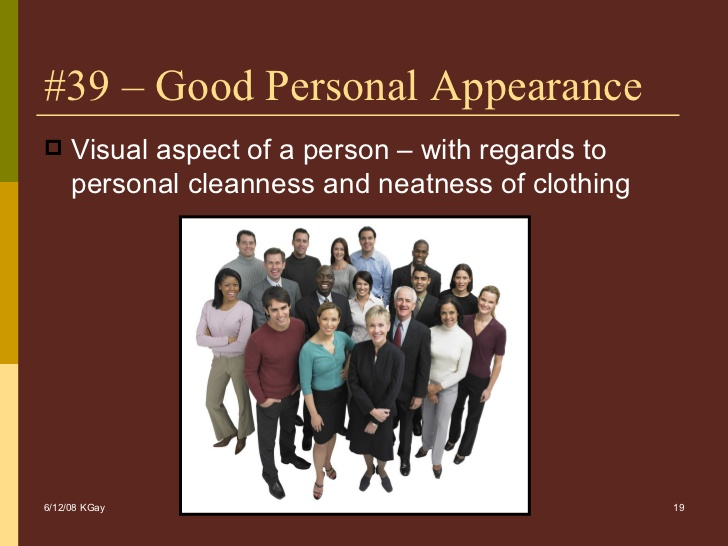 #39 – Good Personal Appearance
Visual aspect of a person – with regards to
personal cleanness and neatness of clothing
6/12/08 KGay
19